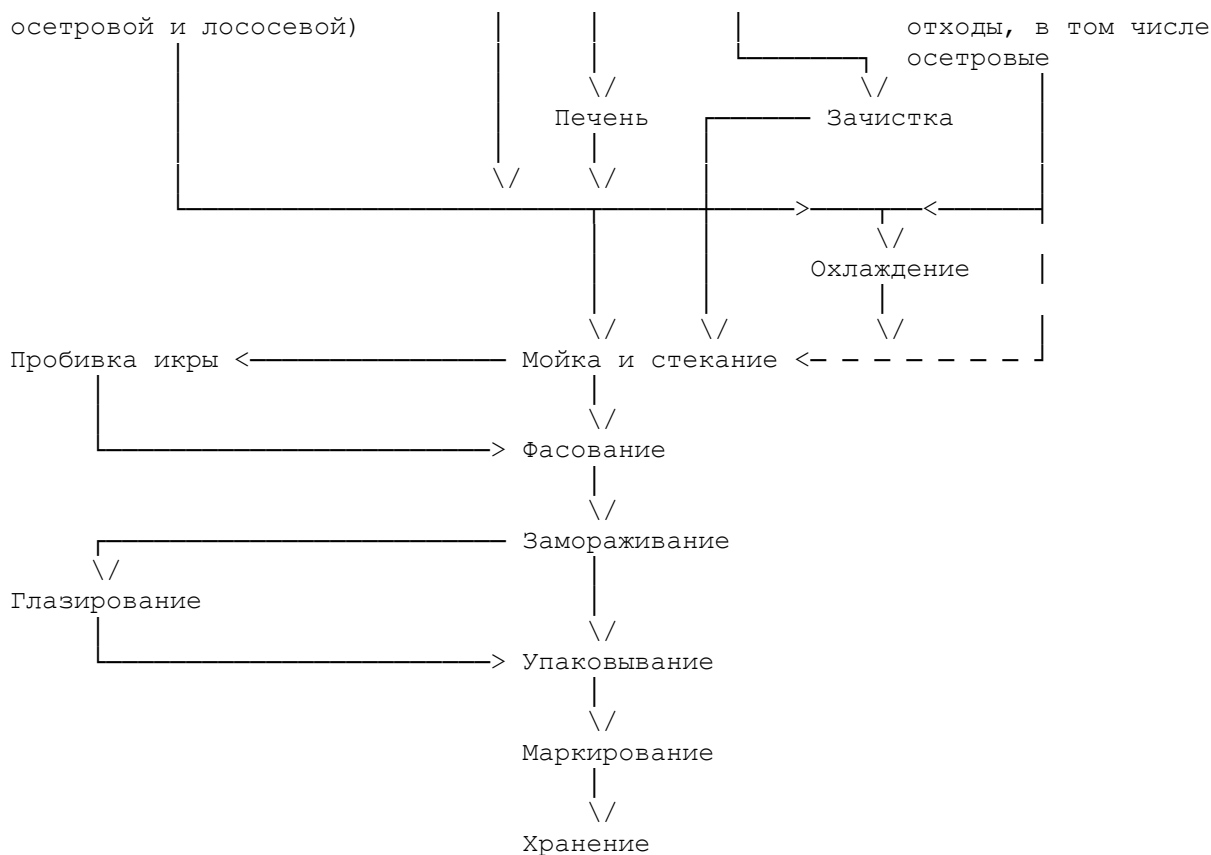 осетровой и лососевой) отходы, в том числе
осетровые
Печень Зачистка
Охлаждение
Пробивка икры Мойка и стекание
Фасование
Замораживание
Глазирование
Упаковывание
Маркирование
Хранение